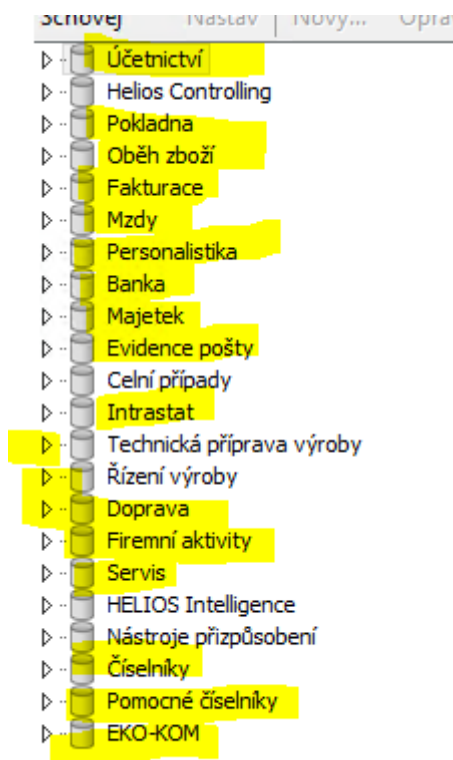 Schovej Nastav Nový... Oprav
Účetnictví
Helios Controlling
Pokladna
Oběh zboží
Fakturace
Mzdy
Personalistika
Banka
Majetek
Evidence pošty
Celní případy
Intrastat
Technická příprava výroby
Řízení výroby
Doprava
Firemní aktivity
Servis
HELIOS Intelligence
Nástroje přizpůsobení
Číselníky
Pomocné číselníky
EKO-KOM